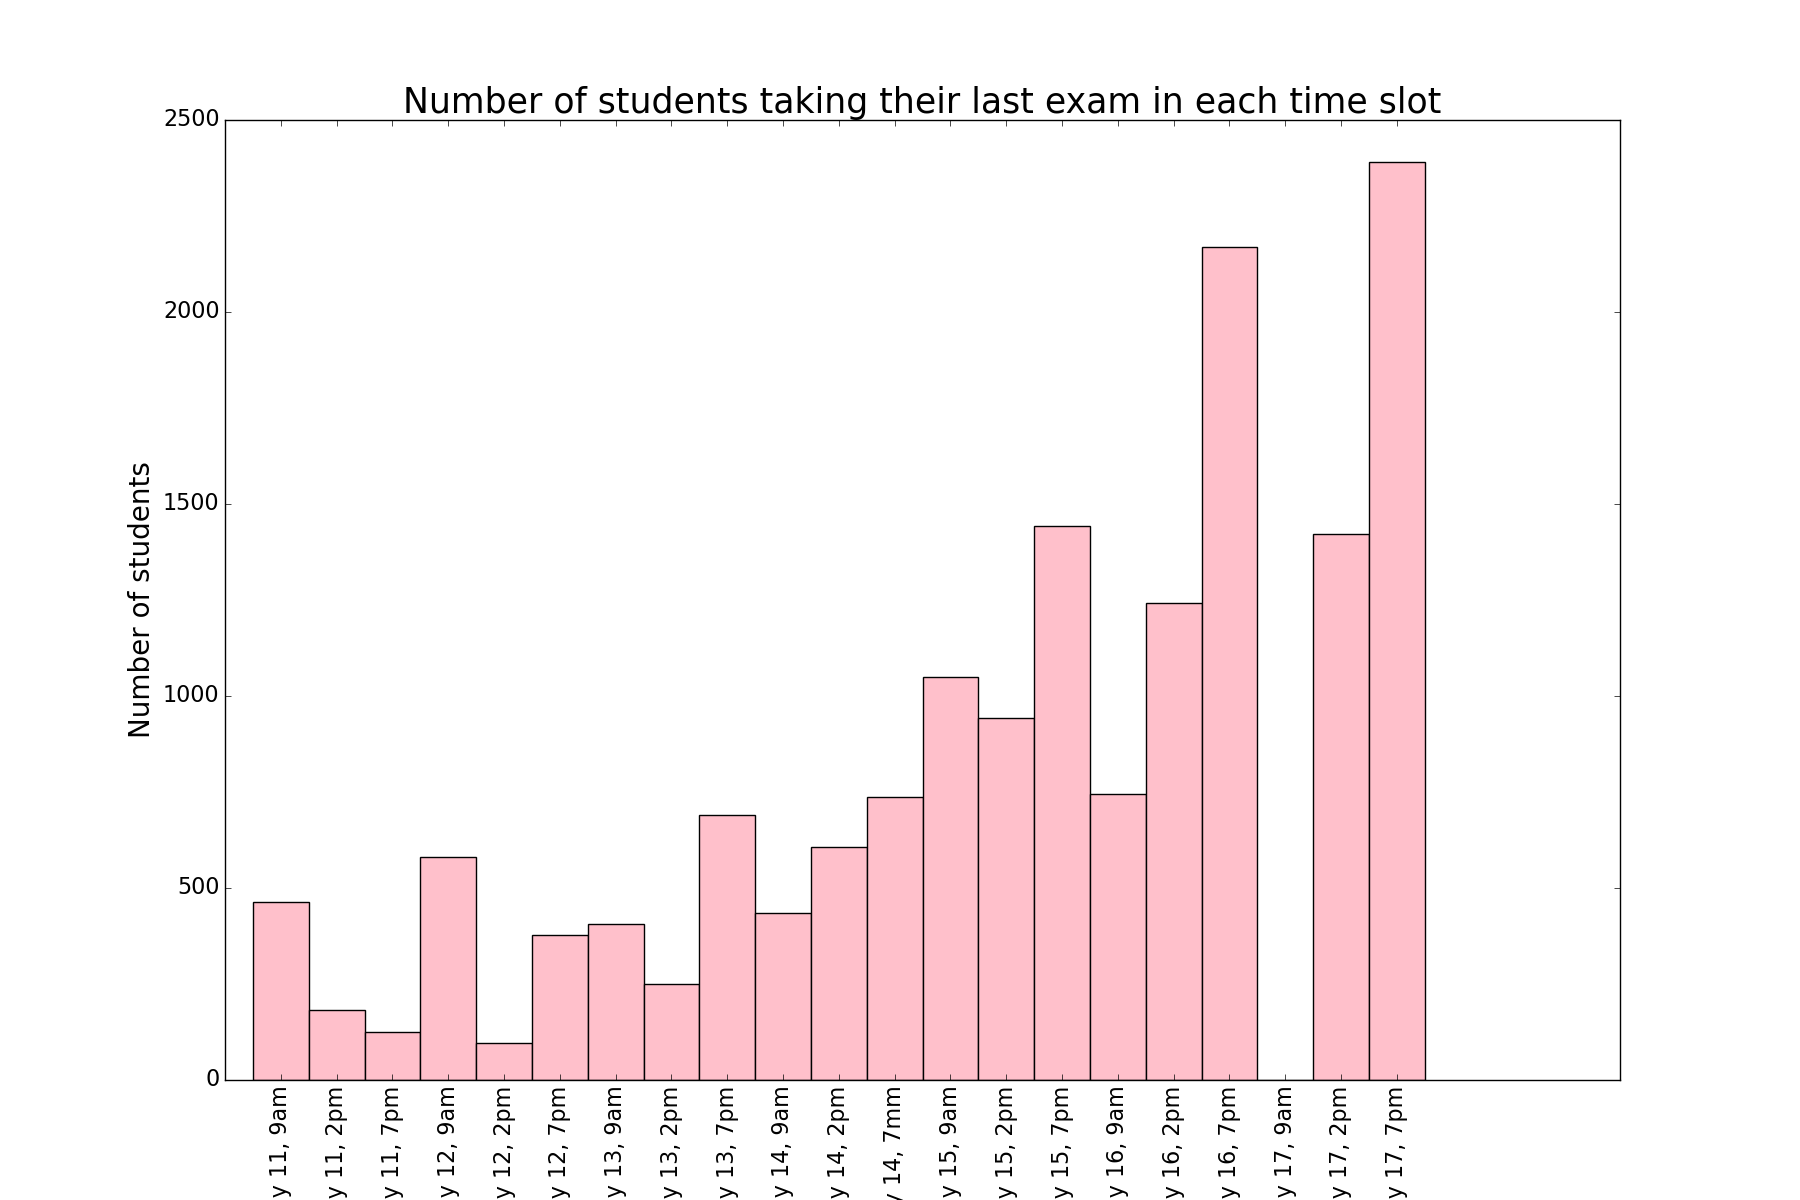 Number of students taking their last exam in each time slot
2500
2000
1500
1000
500
0
Number of students
y 11, 9am
y 11, 2pm
y 11, 7pm
y 12, 9am
y 12, 2pm
y 12, 7pm
y 13, 9am
y 13, 2pm
y 13, 7pm
y 14, 9am
y 14, 2pm
y 14, 7mm
y 15, 9am
y 15, 2pm
y 15, 7pm
y 16, 9am
y 16, 2pm
y 16, 7pm
y 17, 9am
y 17, 2pm
y 17, 7pm